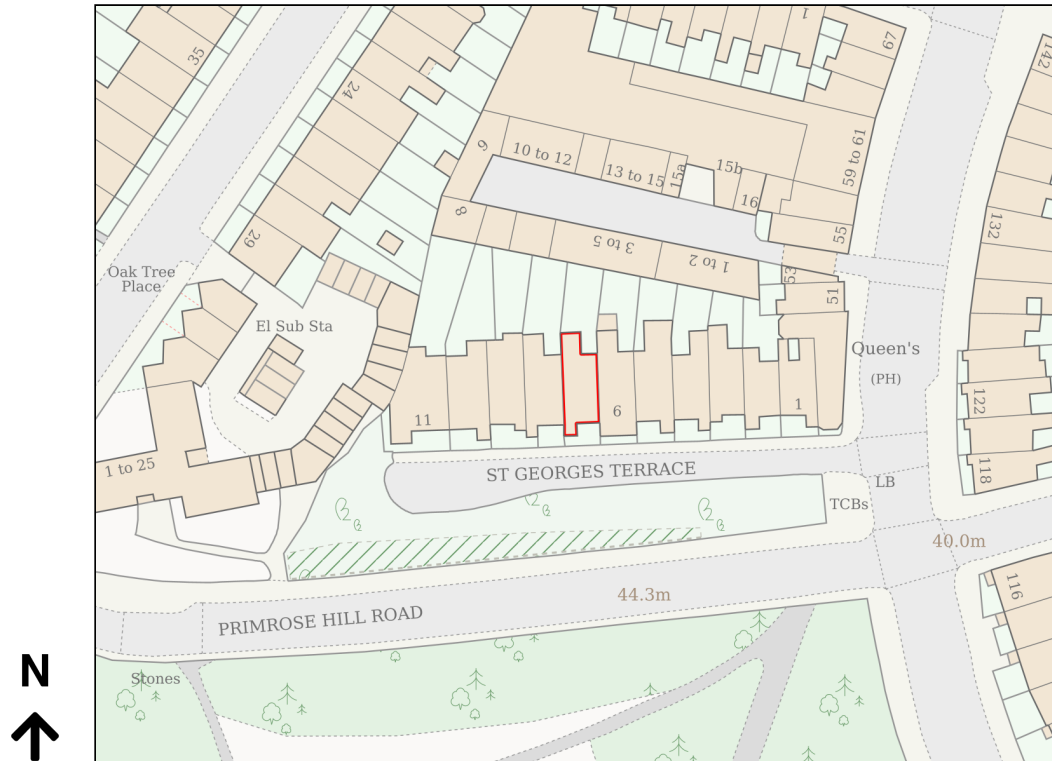 1
79
142
35
24
9
10 to 12
13 to 15
15a
15b
16
59 to 61
8
3 to 5
1 to 2
55
53
51
132
29
Oak Tree
Place
El Sub Sta
Queen's
(PH)
122
118
11
6
1
1 to 25
ST GEORGES TERRACE
LB
TCBs
40.0m
44.3m
116
PRIMROSE HILL ROAD
Stones
N